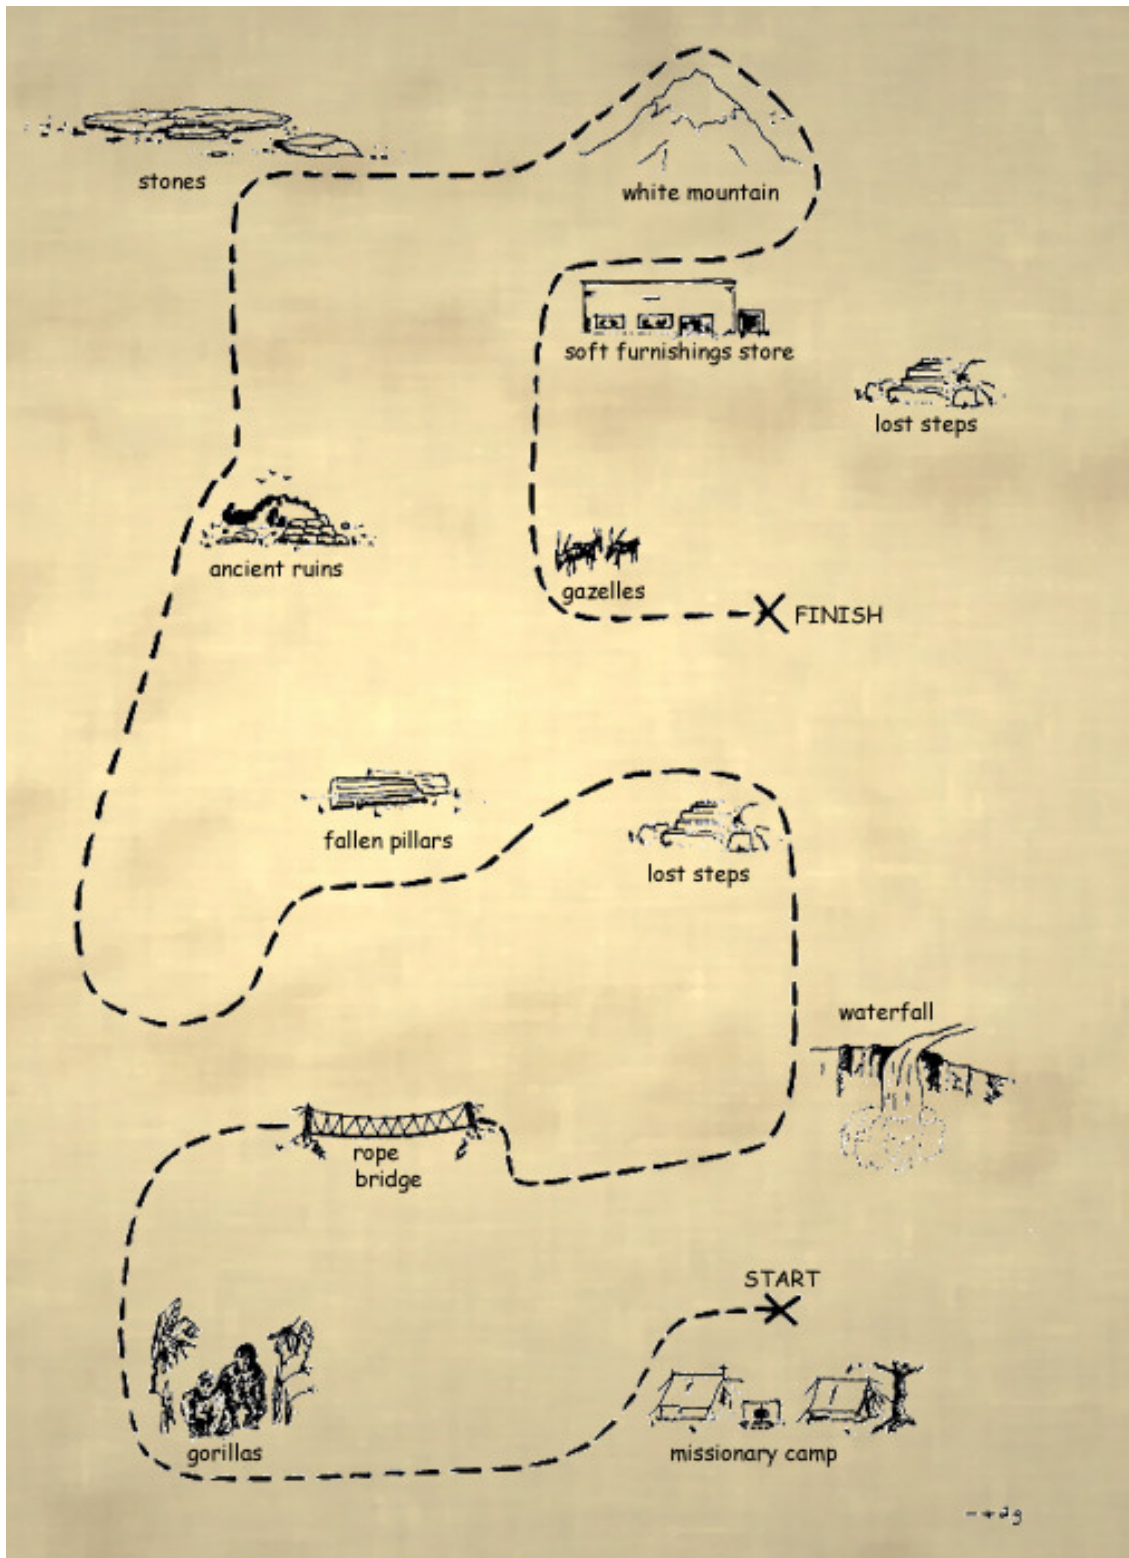 stones
white mountain
soft furnishings store
lost steps
ancient ruins
gazelles
FINISH
fallen pillars
lost steps
waterfall
rope
bridge
START
gorillas
missionary camp